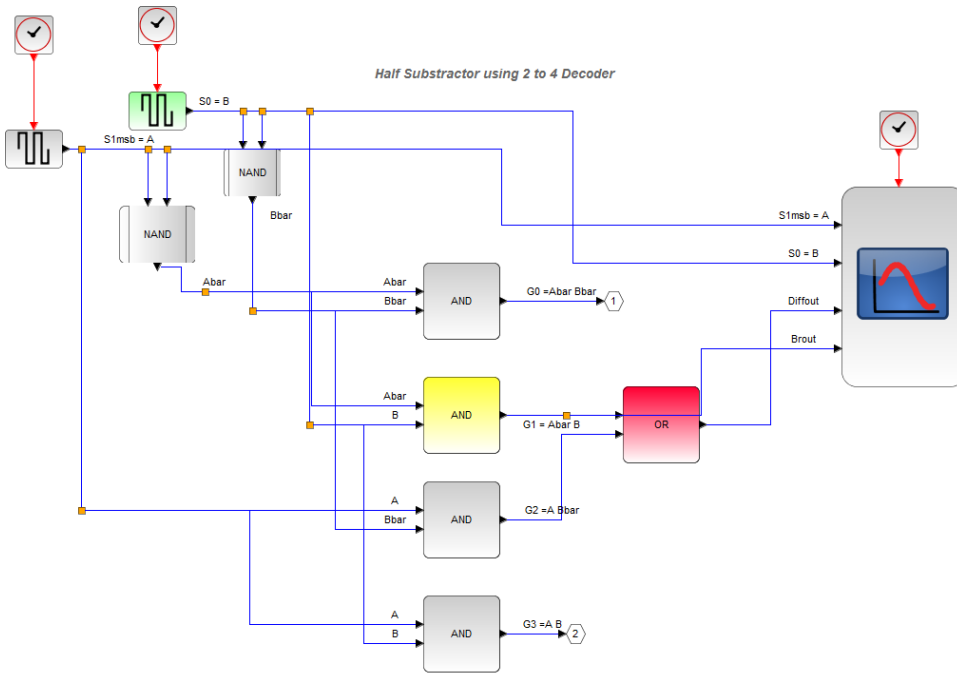 Half Substractor using 2 to 4 Decoder
S0 = B
S1msb = A
NAND
Bbar
NAND
S1msb = A
S0 = B
Abar
Abar
Bbar
AND
G0 =Abar Bbar
1
Diffout
Brout
Abar
B
AND
G1 = Abar B
OR
A
Bbar
AND
G2 =A Bbar
A
B
AND
G3 =A B
2